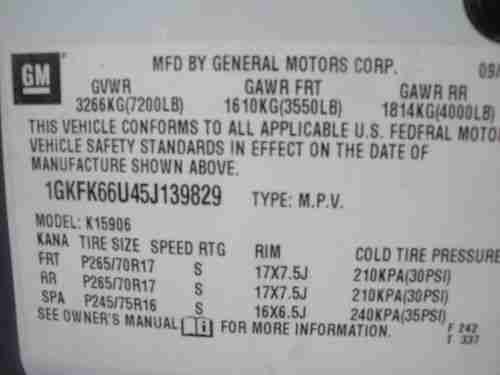 GM
MFD BY GENERAL MOTORS CORP. 09/
GVWR GAWR FRT GAWR RR
3266KG(7200LB) 1610KG(3550LB) 1814KG(4000LB)
THIS VEHICLE CONFORMS TO ALL APPLICABLE U.S. FEDERAL MOTO
VEHICLE SAFETY STANDARDS IN EFFECT ON THE DATE OF
MANUFACTURE SHOWN ABOVE.
1GKFK66U45J139829 TYPE: M.P.V.
MODEL: K15906
KANA TIRE SIZE SPEED RTG RIM COLD TIRE PRESSURE
FRT P265/70R17 S 17X7.5J 210KPA(30PSI)
RR P265/70R17 S 17X7.5J 210KPA(30PSI)
SPA P245/75R16 S 16X6.5J 240KPA(35PSI)
SEE OWNER'S MANUAL i FOR MORE INFORMATION. F 242
T 337